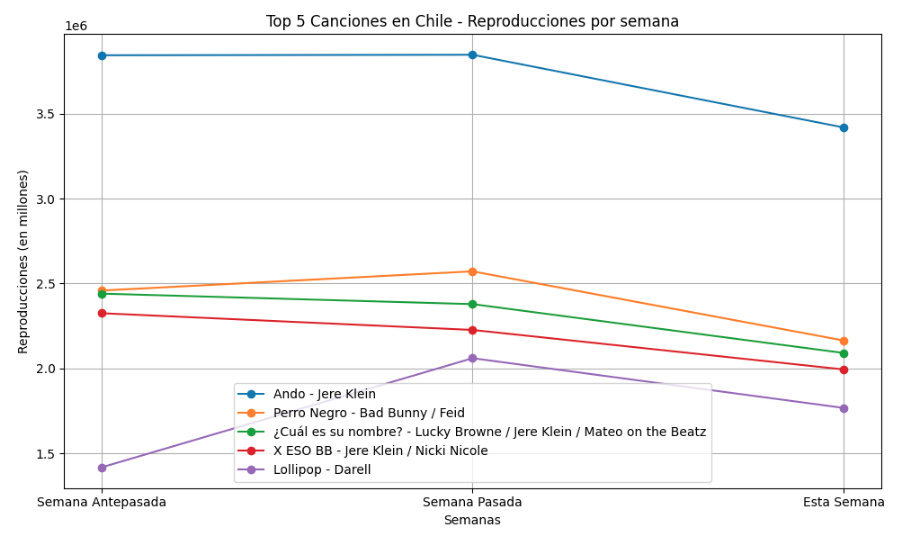 Top 5 Canciones en Chile - Reproducciones por semana
1e6
3.5
3.0
2.5
2.0
1.5
Reproducciones (en millones)
Ando - Jere Klein
Perro Negro - Bad Bunny / Feid
¿Cuál es su nombre? - Lucky Browne / Jere Klein / Mateo on the Beatz
X ESO BB - Jere Klein / Nicki Nicole
Lollipop - Darell
Semana Antepasada
Semana Pasada
Esta Semana
Semanas